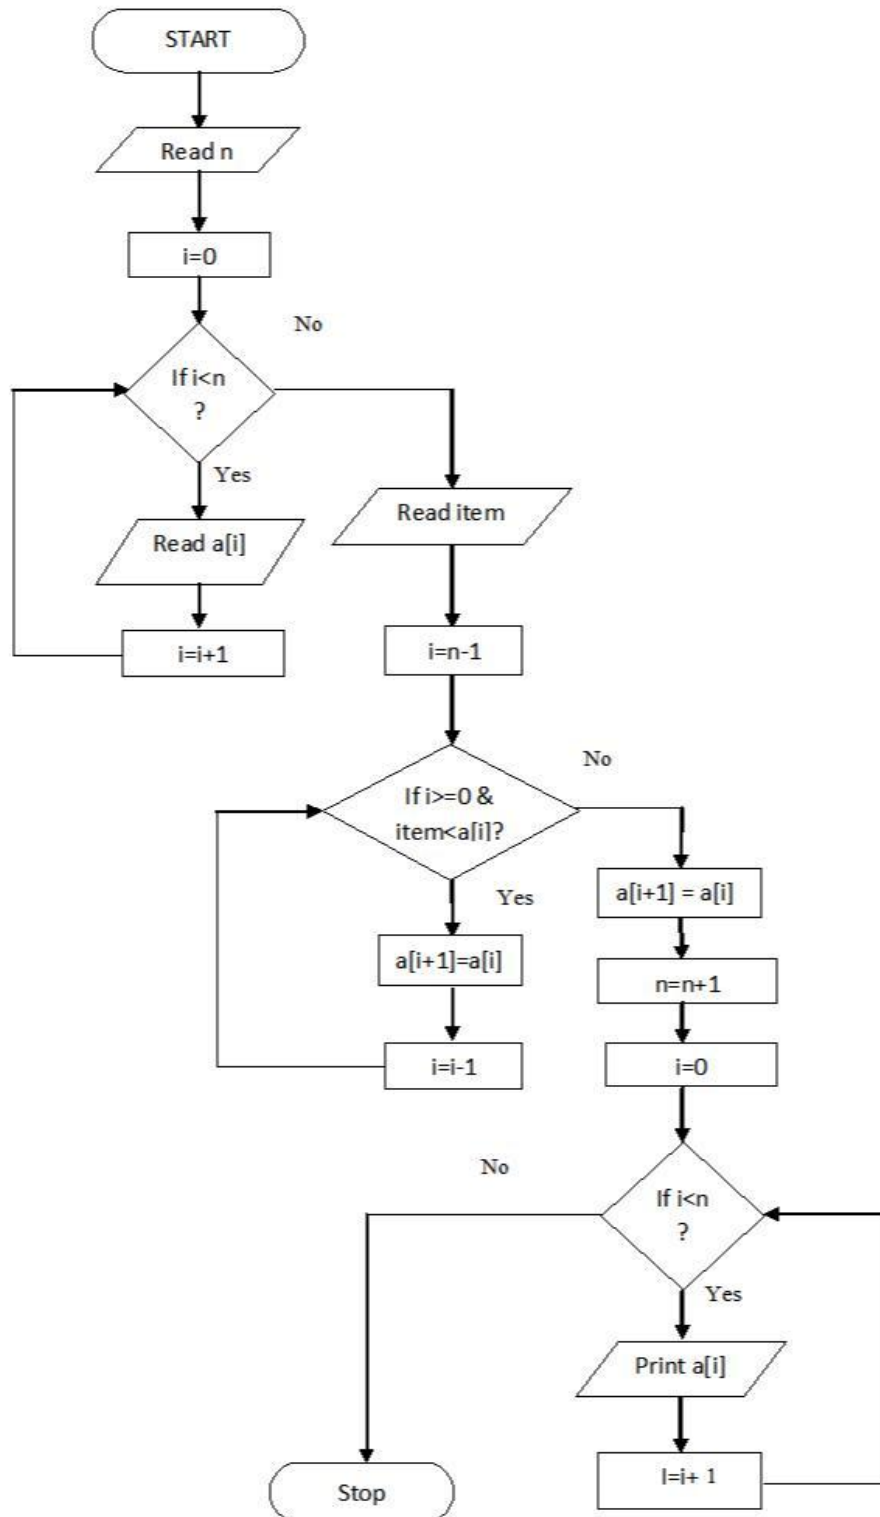 START
Read n
i=0
No
If i<n
?
Yes
Read a[i]
i=i+1
Read item
i=n-1
No
If i>=0 &
item<a[i]?
Yes
a[i+1]=a[i]
i=i-1
a[i+1] = a[i]
n=n+1
i=0
No
If i<n
?
Yes
Print a[i]
I=i+ 1
Stop